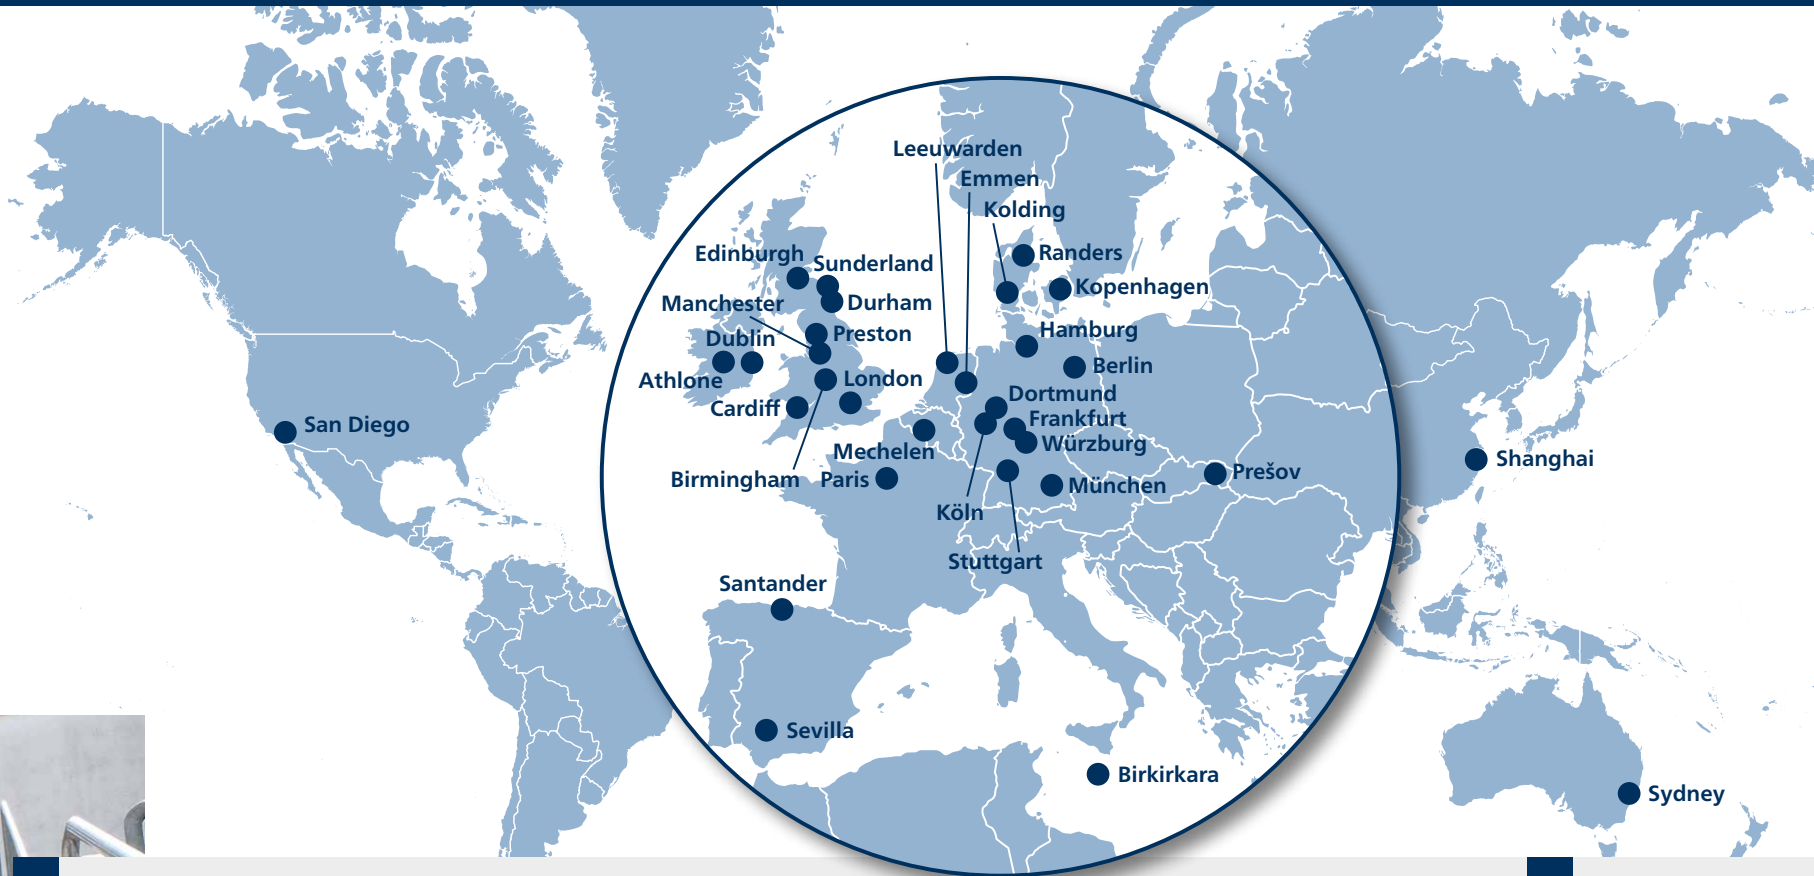 Leeuwarden
Emmen
Kolding
Edinburgh
Sunderland
Randers
Kopenhagen
Manchester
Durham
Dublin
Preston
Hamburg
Athlone
London
Berlin
Cardiff
Dortmund
Frankfurt
San Diego
Würzburg
Mechelen
Shanghai
Birmingham
Paris
Prešov
München
Köln
Stuttgart
Santander
Sevilla
Birkirkara
Sydney